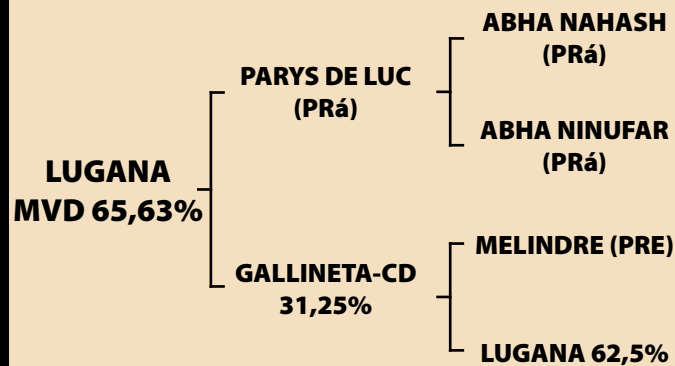 LUGANA
MVD 65,63%
PARYS DE LUC
(PRá)
GALLINETA-CD
31,25%
ABHA NAHASH
(PRá)
ABHA NINUFAR
(PRá)
MELINDRE (PRE)
LUGANA 62,5%